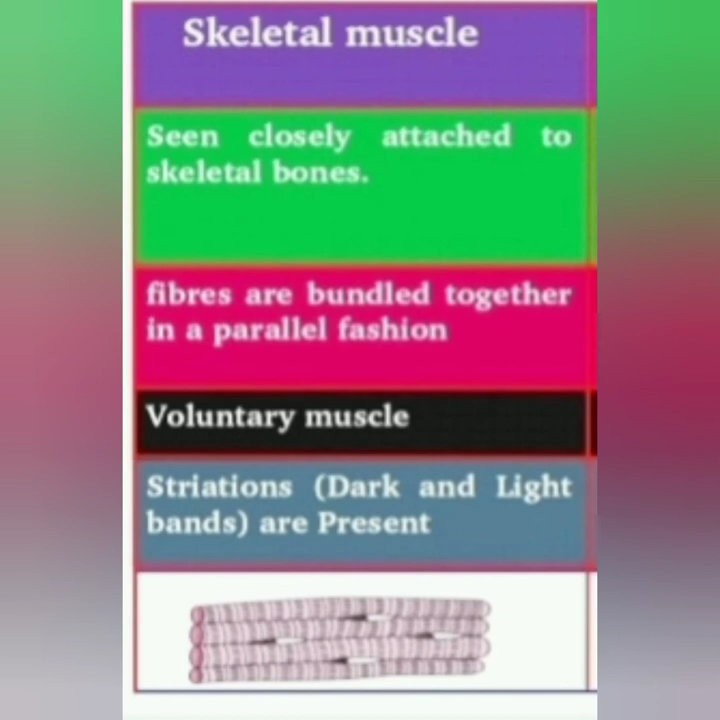 Skeletal muscle
Seen closely attached to
skeletal bones.
fibres are bundled together
in a parallel fashion
Voluntary muscle
Striations (Dark and Light
bands) are Present